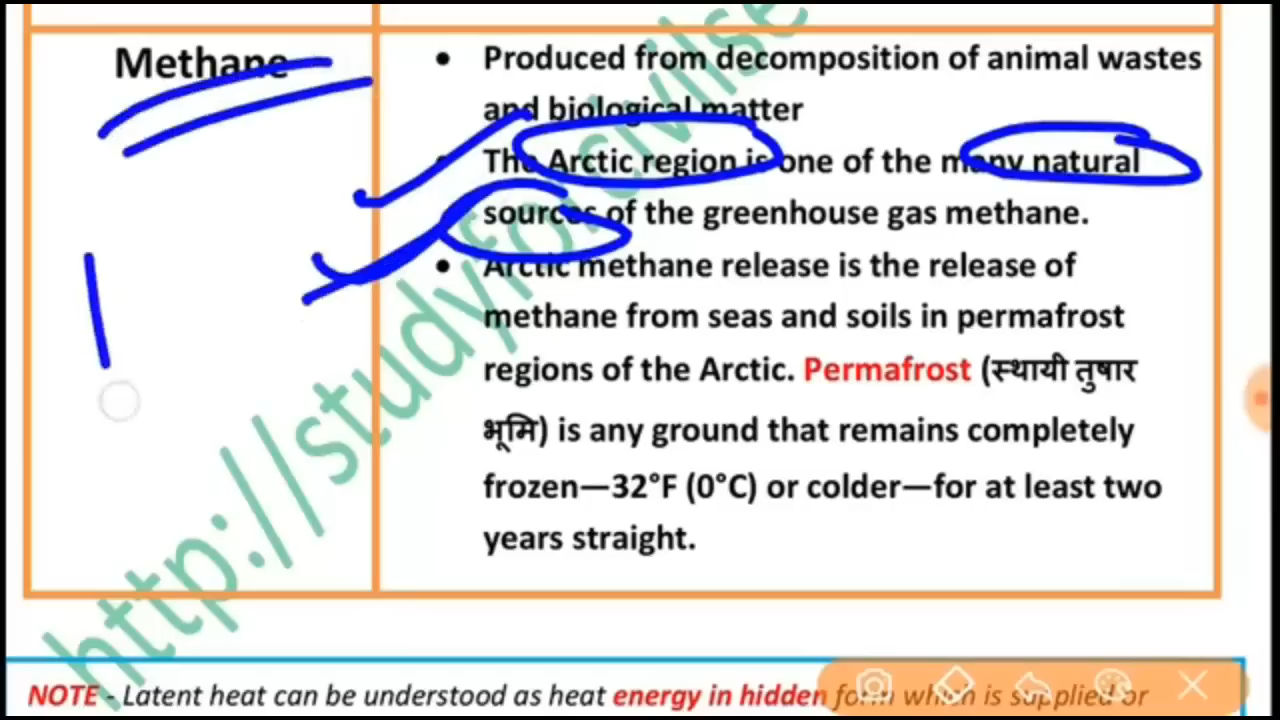 Methane
• Produced from decomposition of animal wastes
and biological matter
• The Arctic region is one of the many natural
sources of the greenhouse gas methane.
• Arctic methane release is the release of
methane from seas and soils in permafrost
regions of the Arctic. Permafrost (स्थायी तुषार
भूमि) is any ground that remains completely
frozen—32°F (0°C) or colder—for at least two
years straight.
http://studyforcivilse
NOTE - Latent heat can be understood as heat energy in hidden form which is supplied or